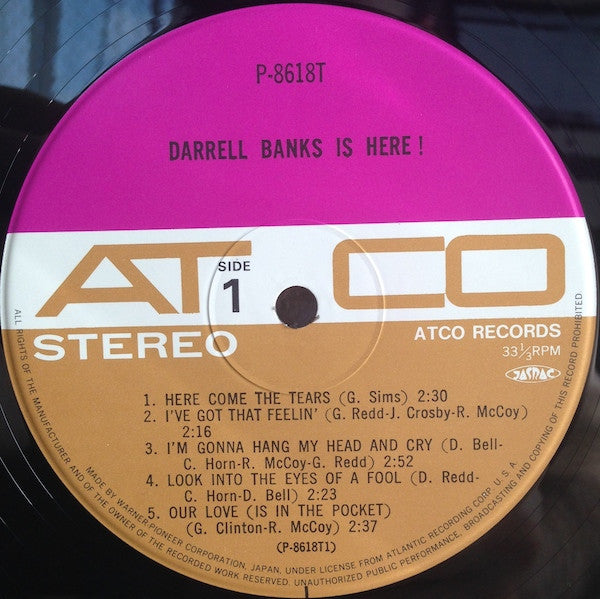 P-8618T
DARRELL BANKS IS HERE!
ATCO
SIDE
1
STEREO
ATCO RECORDS
33 1/3 RPM
JASRAC
1. HERE COME THE TEARS (G. Sims) 2:30
2. I'VE GOT THAT FEELIN' (G. Redd-J. Crosby-R. McCoy)
2:16
3. I'M GONNA HANG MY HEAD AND CRY (D. Bell-
C. Horn-R. McCoy-G. Redd) 2:52
4. LOOK INTO THE EYES OF A FOOL (D. Redd-
C. Horn-D. Bell) 2:23
5. OUR LOVE (IS IN THE POCKET)
(G. Clinton-R. McCoy) 2:37
(P-8618T1)
MADE BY WARNER-PIONEER CORPORATION, JAPAN, UNDER-LICENSE FROM ATLANTIC RECORDING CORP. U.S.A.
ALL RIGHTS OF THE MANUFACTURER AND OF THE OWNER OF THE RECORDED WORK RESERVED. UNAUTHORIZED PUBLIC PERFORMANCE, BROADCASTING AND COPYING OF THIS RECORD PROHIBITED.